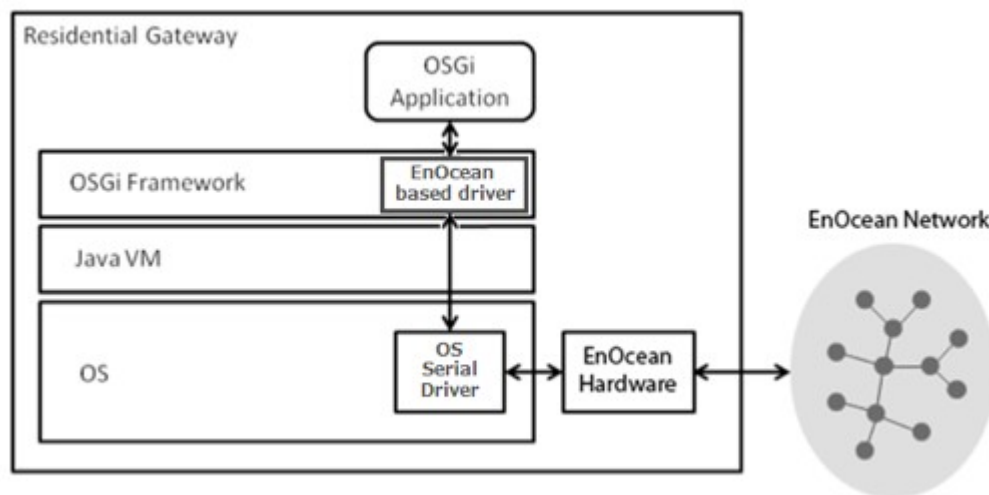 Residential Gateway
OSGi
Application
OSGi Framework
EnOcean
based driver
EnOcean Network
Java VM
OS
OS
Serial
Driver
EnOcean
Hardware